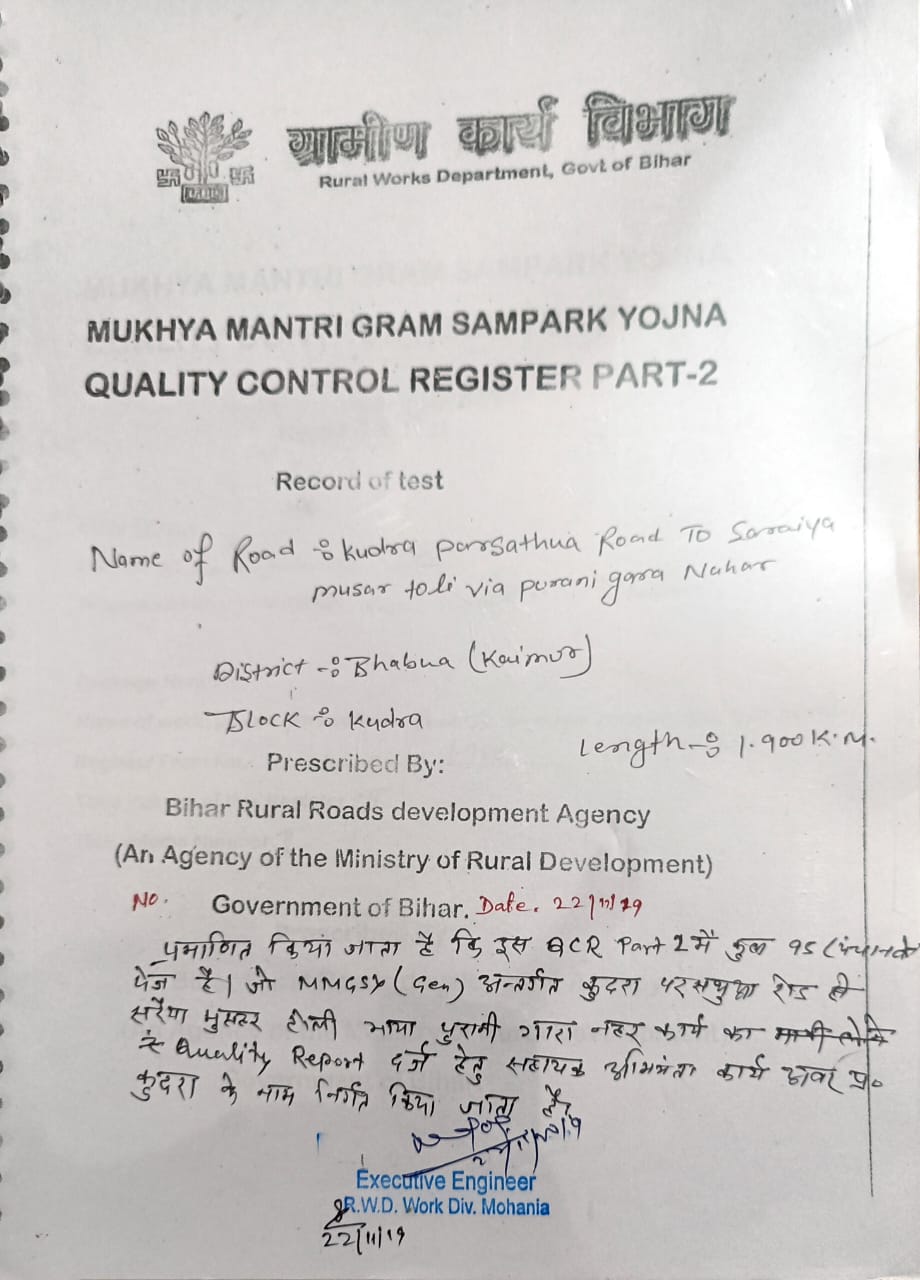 ग्रामीण कार्य विभाग
Rural Works Department, Govt of Bihar
MUKHYA MANTRI GRAM SAMPARK YOJNA
QUALITY CONTROL REGISTER PART-2
Record of test
Name of Road :- Kudra Parsathua Road To Saraiya
musar toli via purani gara Nahar
District :- Bhabua (Kaimur)
Block :- Kudra
Length :- 1.900 K.M.
Prescribed By:
Bihar Rural Roads development Agency
(An Agency of the Ministry of Rural Development)
No. Government of Bihar. Date. 22/11/19
प्रमाणित किया जाता है कि इस QCR Part 2 में कुल 95 (पंचानवे
पेज है। जो MMGSY (Gen) अन्तर्गत कुदरा परसथुआ रोड से
सरैया मुसहर टोली भाया पुरानी गारा नहर कार्य का
के Quality Report दर्ज हेतु सहायक अभियंता कार्य अवर प्र०
कुदरा के नाम निर्गत किया जाता है।
Executive Engineer
R.W.D. Work Div. Mohania
22/11/19